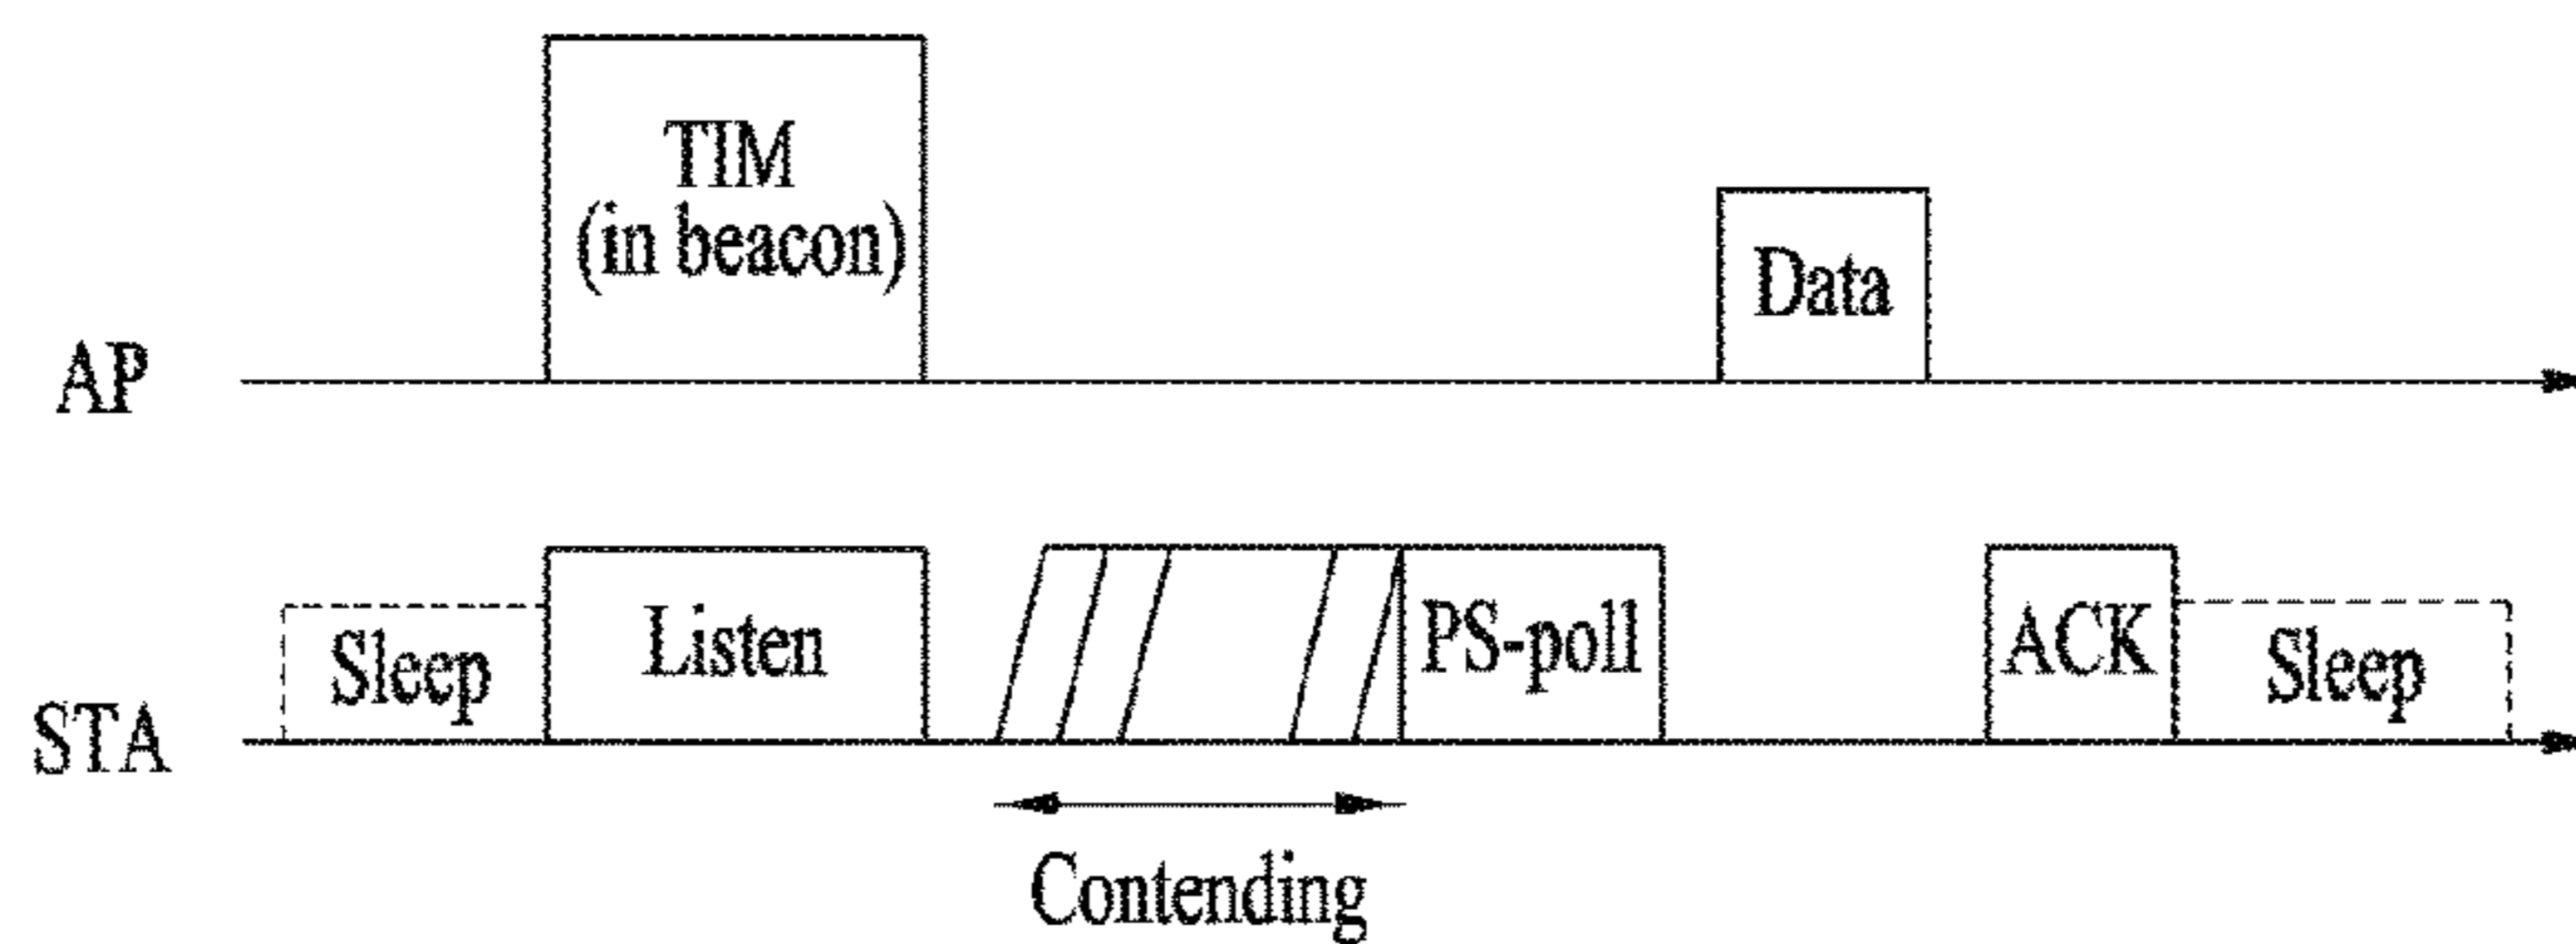 TIM
(in beacon)
Data
AP
Sleep
Listen
PS-poll
ACK
Sleep
STA
Contending